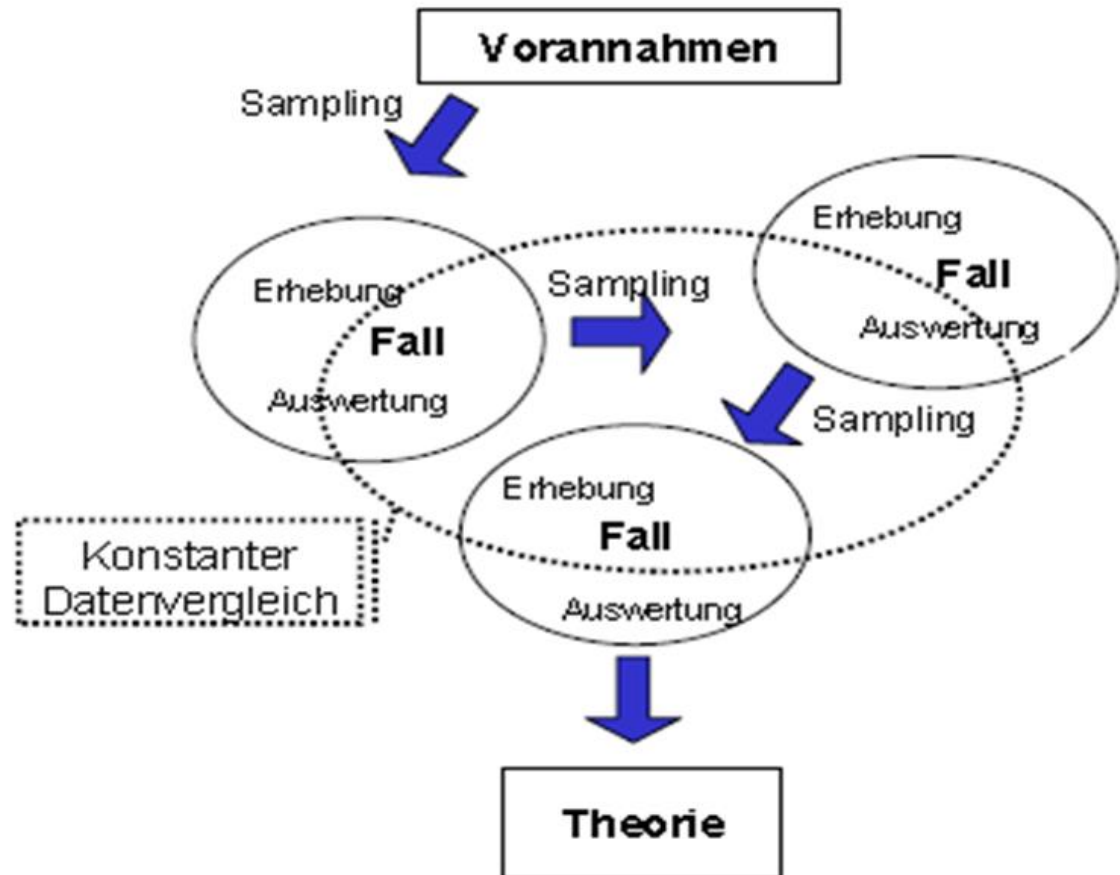 Vorannahmen
Sampling
Erhebung
Fall
Auswertung
Sampling
Erhebung
Fall
Auswertung
Sampling
Erhebung
Fall
Auswertung
Konstanter
Datenvergleich
Theorie